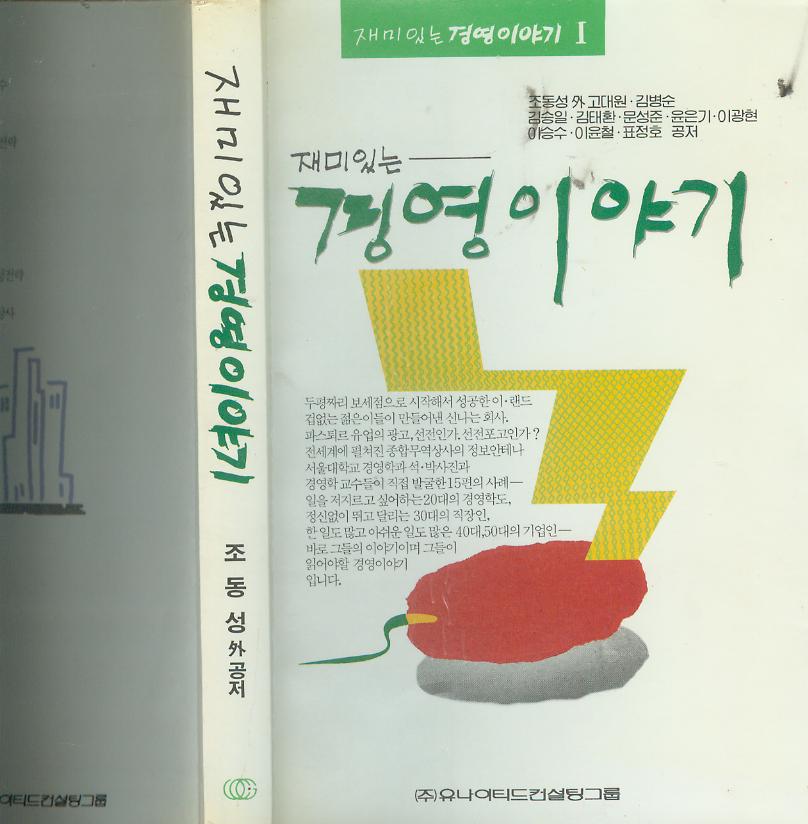 수
전략
전략
상사
이티드컨설팅그룹
재미있는 경영이야기
조동성 外 공저
재미있는 경영이야기 I
조동성 外 고대원·김병순
김승일·김태환·문성준·윤은기·이광현
이승수·이윤철·표정호 공저
재미있는
경영이야기
두평짜리 보세점으로 시작해서 성공한 이·랜드
겁없는 젊은이들이 만들어낸 신나는 회사.
파스퇴르 유업의 광고, 선전인가. 선전포고인가?
전세계에 펼쳐진 종합무역상사의 정보안테나
서울대학교 경영학과 석·박사진과
경영학 교수들이 직접 발굴한 15편의 사례—
일을 저지르고 싶어하는 20대의 경영학도,
정신없이 뛰고 달리는 30대의 직장인,
한 일도 많고 아쉬운 일도 많은 40대, 50대의 기업인—
바로 그들의 이야기이며 그들이
읽어야할 경영이야기
입니다.
(주)유나이티드컨설팅그룹